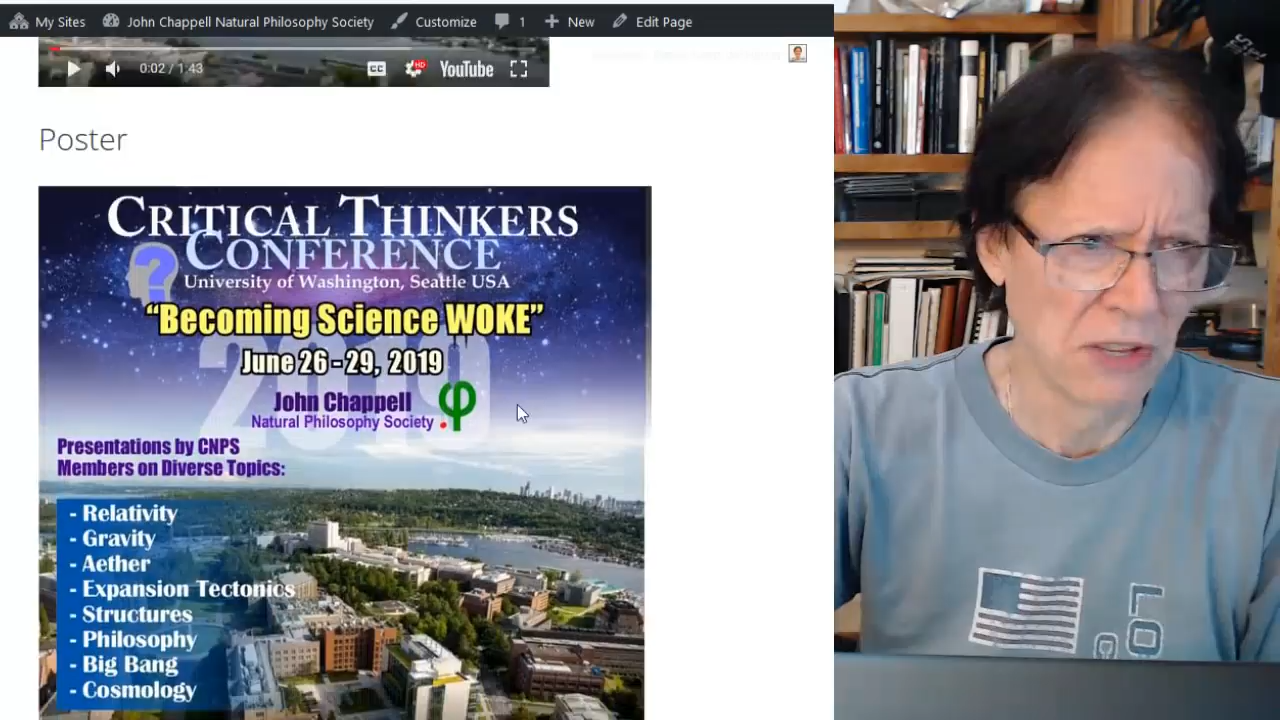 My Sites John Chappell Natural Philosophy Society Customize 1 New Edit Page
0:02 / 1:43 CC HD YouTube
Poster
CRITICAL THINKERS
CONFERENCE
?
University of Washington, Seattle USA
“Becoming Science WOKE”
June 26 - 29, 2019
2019
John Chappell
Natural Philosophy Society
Presentations by CNPS
Members on Diverse Topics:
- Relativity
- Gravity
- Aether
- Expansion Tectonics
- Structures
- Philosophy
- Big Bang
- Cosmology